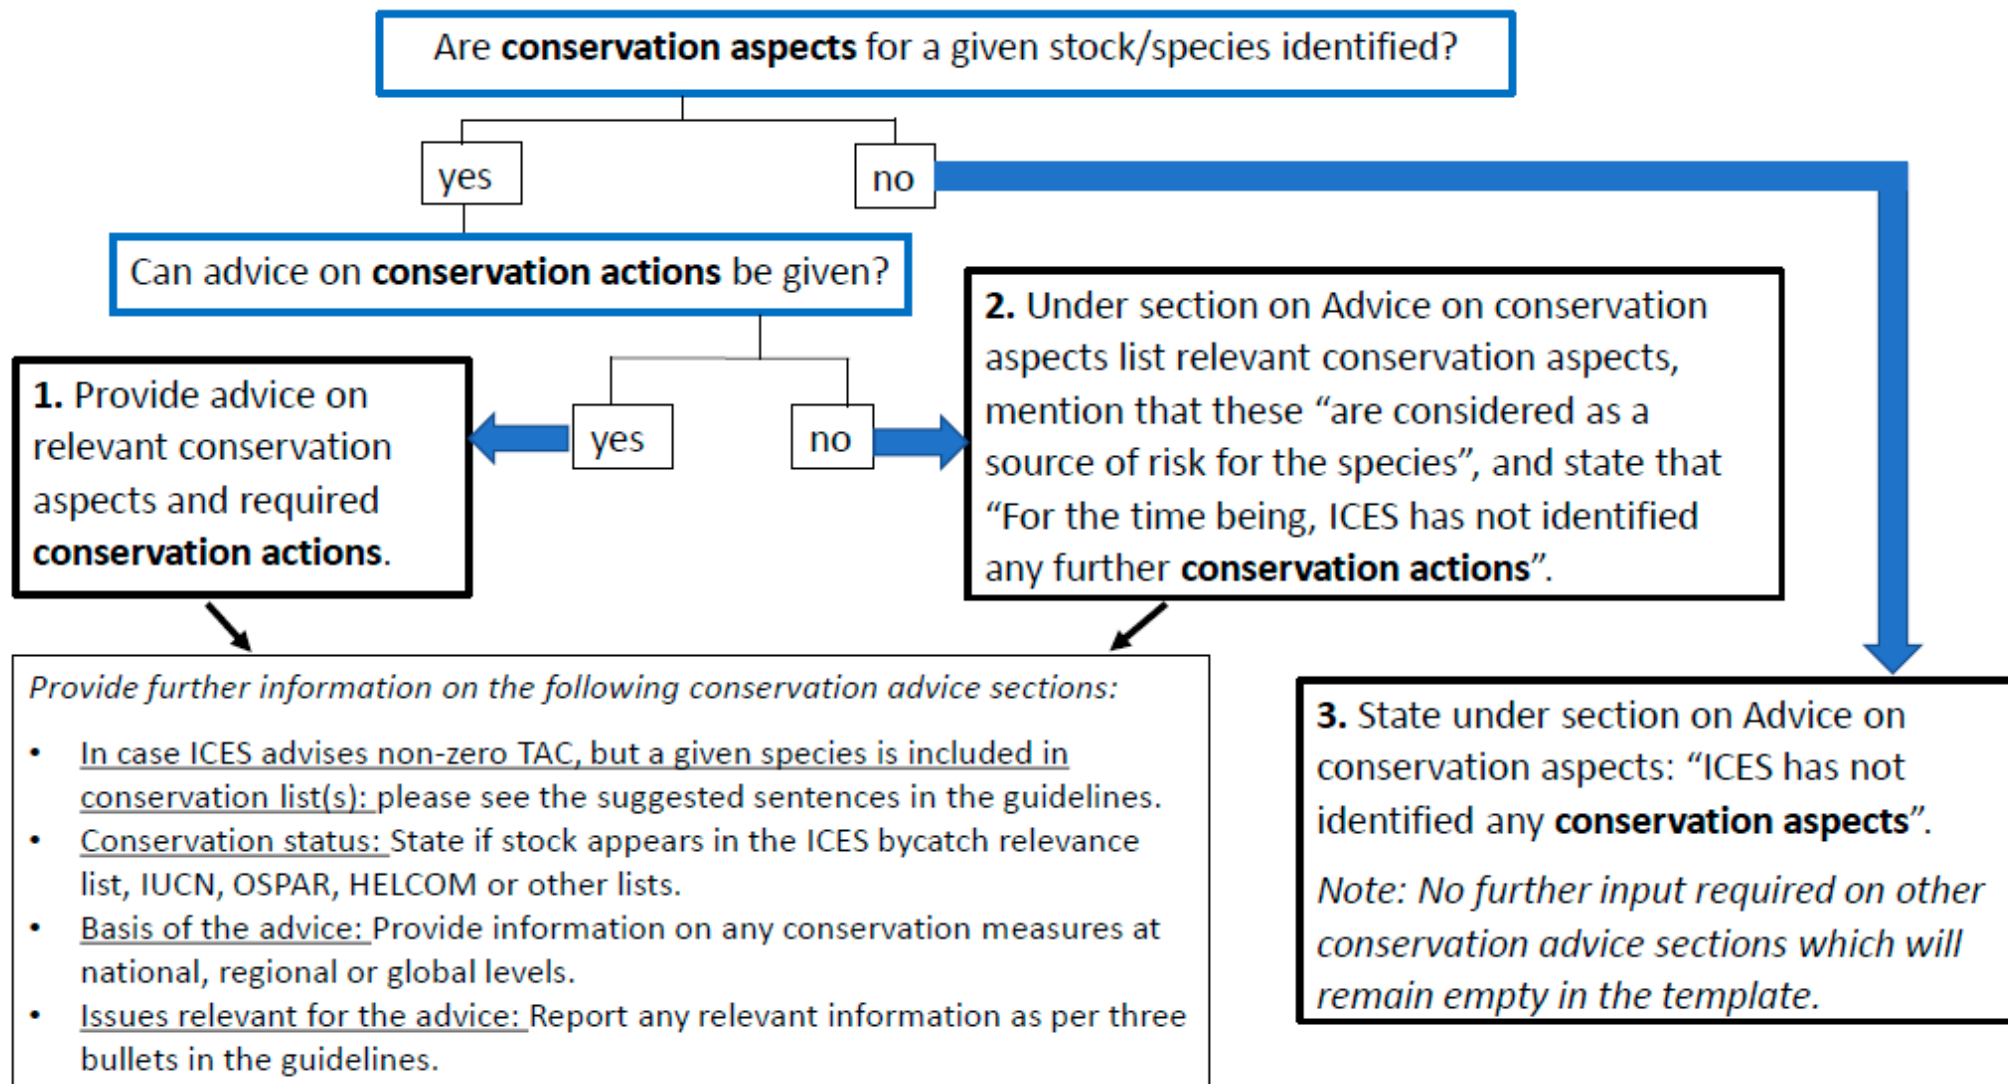 Are conservation aspects for a given stock/species identified?
yes
no
Can advice on conservation actions be given?
yes
no
1. Provide advice on
relevant conservation
aspects and required
conservation actions.
2. Under section on Advice on conservation
aspects list relevant conservation aspects,
mention that these “are considered as a
source of risk for the species”, and state that
“For the time being, ICES has not identified
any further conservation actions”.
Provide further information on the following conservation advice sections:
• In case ICES advises non-zero TAC, but a given species is included in
conservation list(s): please see the suggested sentences in the guidelines.
• Conservation status: State if stock appears in the ICES bycatch relevance
list, IUCN, OSPAR, HELCOM or other lists.
• Basis of the advice: Provide information on any conservation measures at
national, regional or global levels.
• Issues relevant for the advice: Report any relevant information as per three
bullets in the guidelines.
3. State under section on Advice on
conservation aspects: “ICES has not
identified any conservation aspects”.
Note: No further input required on other
conservation advice sections which will
remain empty in the template.